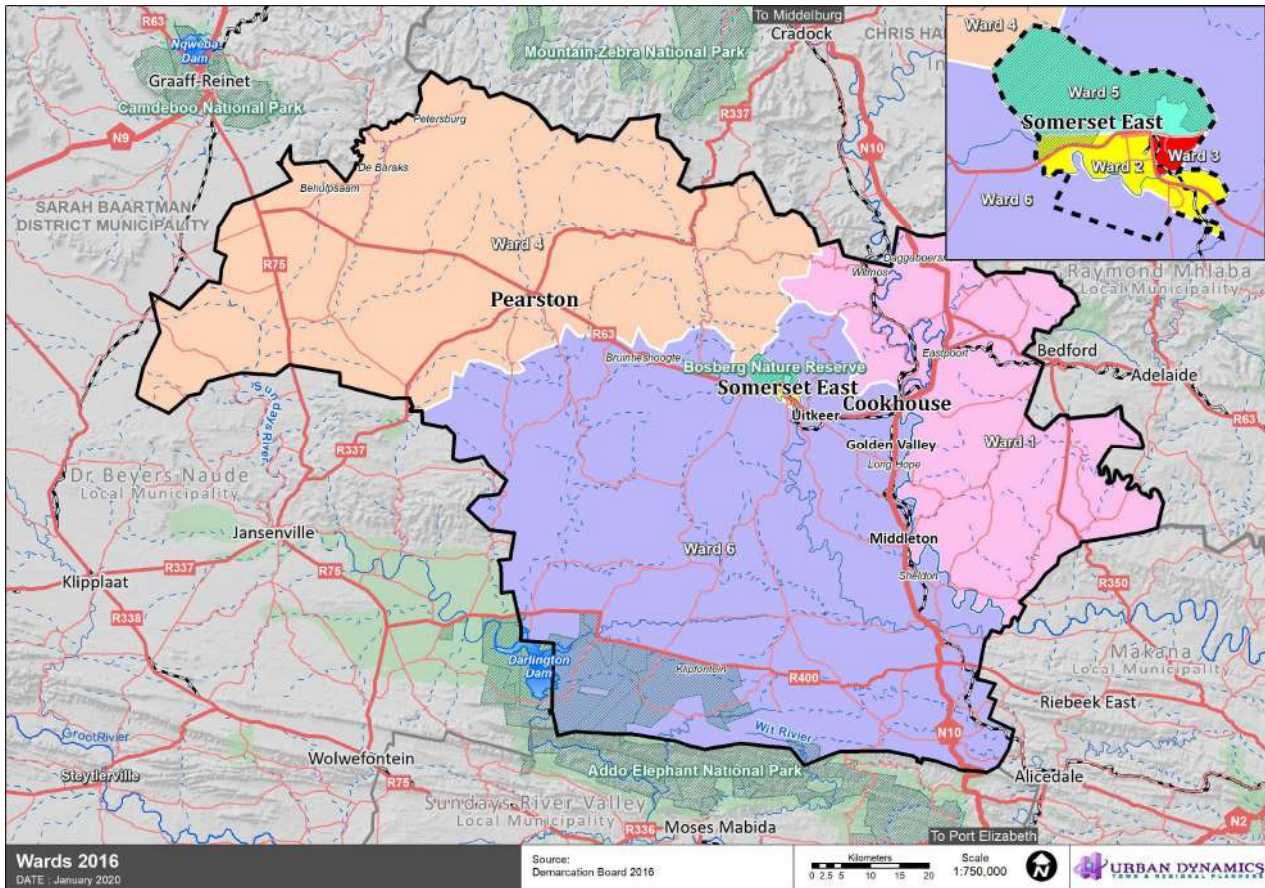 R63
Nqweba
Dam
Graaff-Reinet
Camdeboo National Park
N9
To Middelburg
Cradock
Mountain Zebra National Park
R337
N10
Ward 4
Ward 5
Somerset East
Ward 3
Ward 2
Ward 6
Petersburg
De Baraks
Behulpsaam
SARAH BAARTMAN
DISTRICT MUNICIPALITY
R75
Ward 4
Pearston
R63
Bruintjieshoogte
Witmos
Raymond Mhlaba
Local Municipality
Eastpoort
Bedford
Adelaide
R63
Bosberg Nature Reserve
Somerset East
Cookhouse
Uitkeer
Golden Valley
Long Hope
Ward 1
Sundays River
R337
Dr Beyers Naude
Local Municipality
Jansenville
R337
R75
Klipplaat
R338
Ward 6
Middleton
Sheldon
R350
Makana
Local Municipality
Darlington
Dam
Klipfontein
R400
Riebeek East
Wit Rivier
N10
GrootRivier
Steytlerville
Wolwefontein
R75
Addo Elephant National Park
Alicedale
Sundays River Valley
Local Municipality
R336
Moses Mabida
To Port Elizabeth
N2
Wards 2016
DATE : January 2020
Source:
Demarcation Board 2016
Kilometers
0 2.5 5 10 15 20
Scale
1:750,000
N
URBAN DYNAMICS
TOWN & REGIONAL PLANNERS